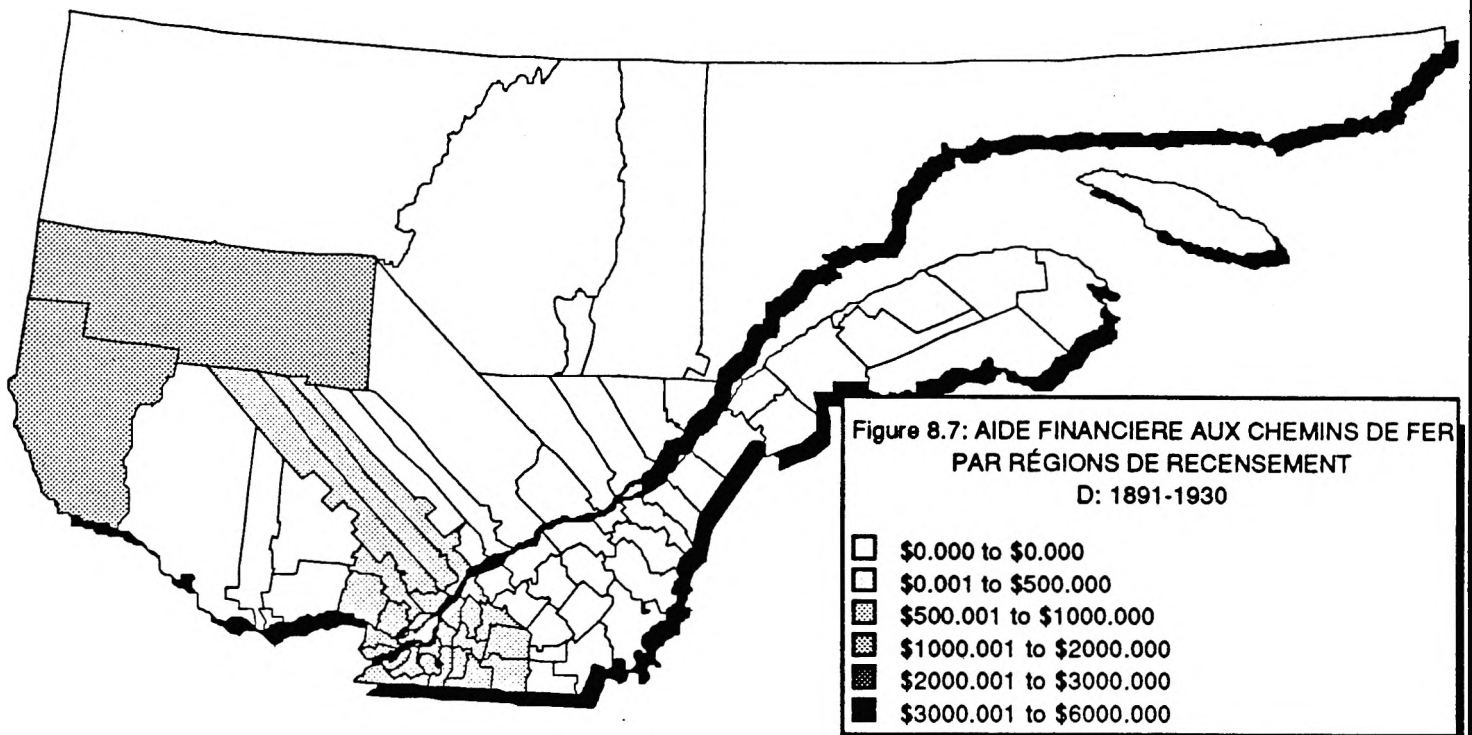 Figure 8.7: AIDE FINANCIERE AUX CHEMINS DE FER
PAR RÉGIONS DE RECENSEMENT
D: 1891-1930
$0.000 to $0.000
$0.001 to $500.000
$500.001 to $1000.000
$1000.001 to $2000.000
$2000.001 to $3000.000
$3000.001 to $6000.000